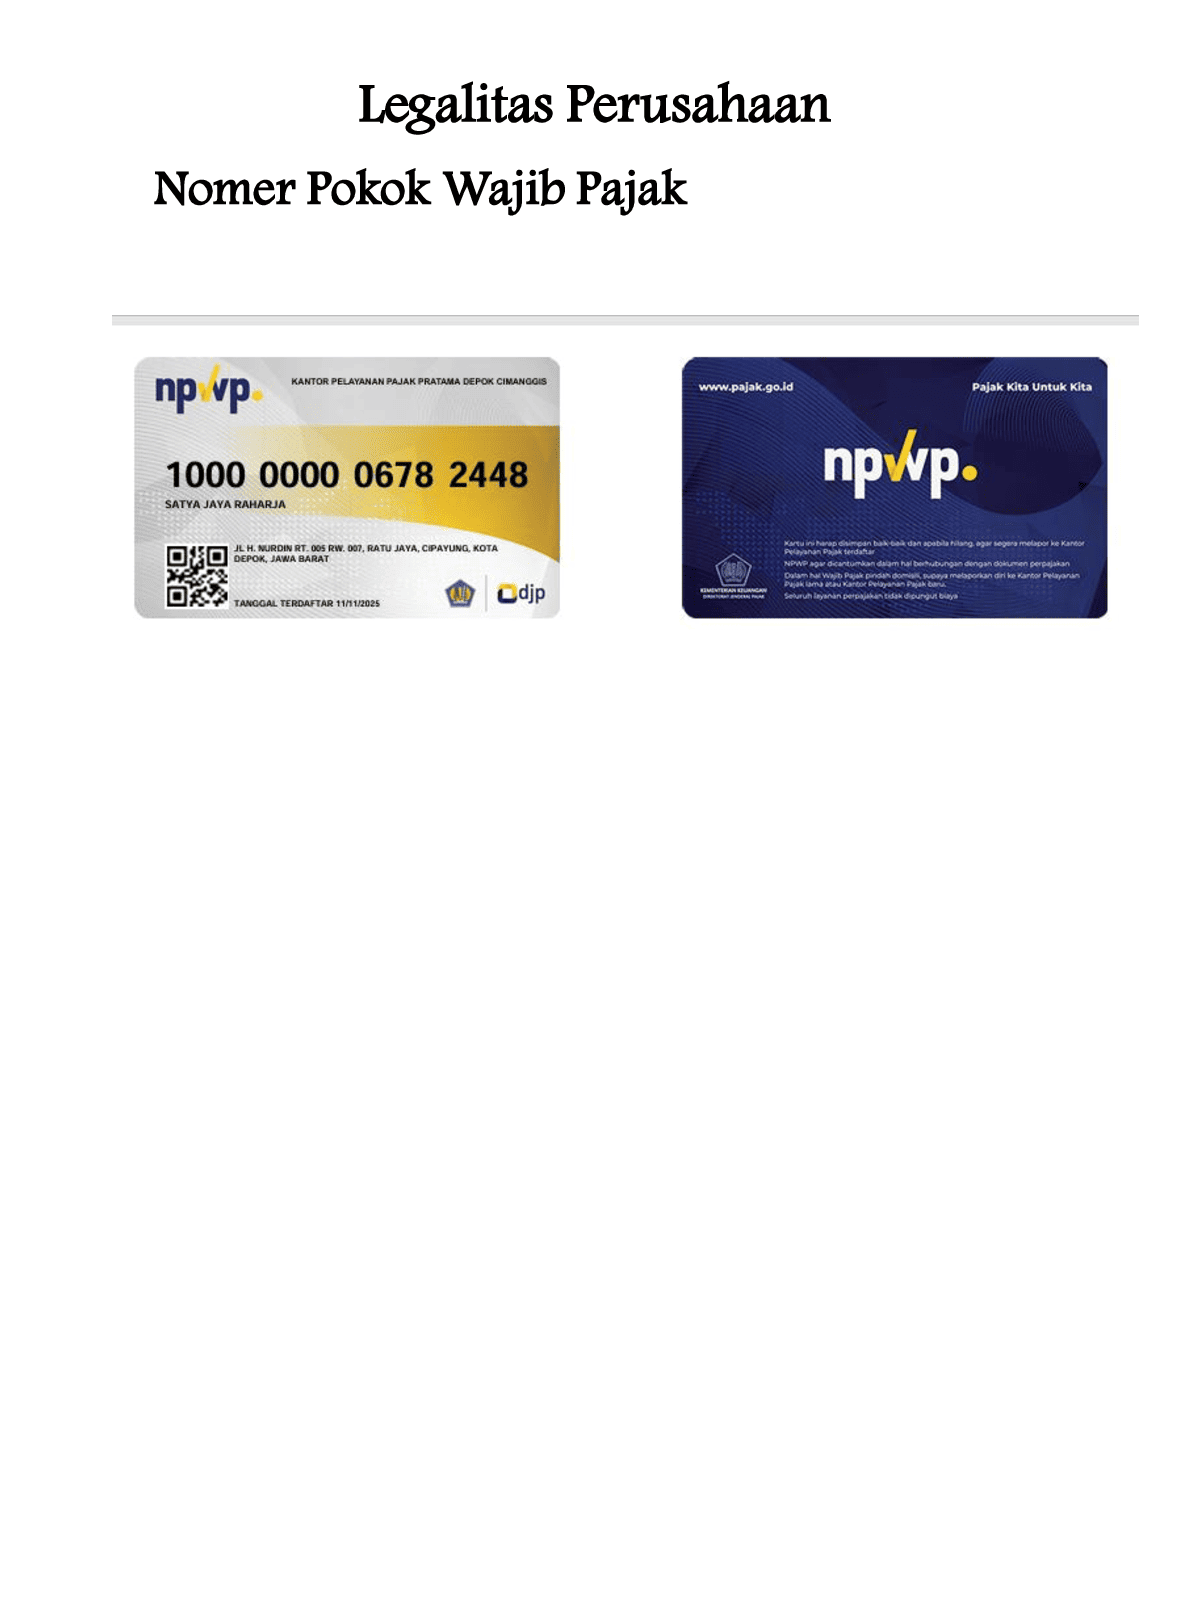 Legalitas Perusahaan
Nomer Pokok Wajib Pajak
npwp.
KANTOR PELAYANAN PAJAK PRATAMA DEPOK CIMANGGIS
1000 0000 0678 2448
SATYA JAYA RAHARJA
JL H. NURDIN RT. 005 RW. 007, RATU JAYA, CIPAYUNG, KOTA
DEPOK, JAWA BARAT
TANGGAL TERDAFTAR 11/11/2025
djp
www.pajak.go.id
Pajak Kita Untuk Kita
npwp.
Kartu ini harap disimpan baik-baik dan apabila hilang, agar segera melapor ke Kantor
Pelayanan Pajak terdaftar
NPWP agar dicantumkan dalam hal berhubungan dengan dokumen perpajakan
Dalam hal Wajib Pajak pindah domisili, supaya melaporkan diri ke Kantor Pelayanan
Pajak lama atau Kantor Pelayanan Pajak baru.
Seluruh layanan perpajakan tidak dipungut biaya
KEMENTERIAN KEUANGAN
DIREKTORAT JENDERAL PAJAK